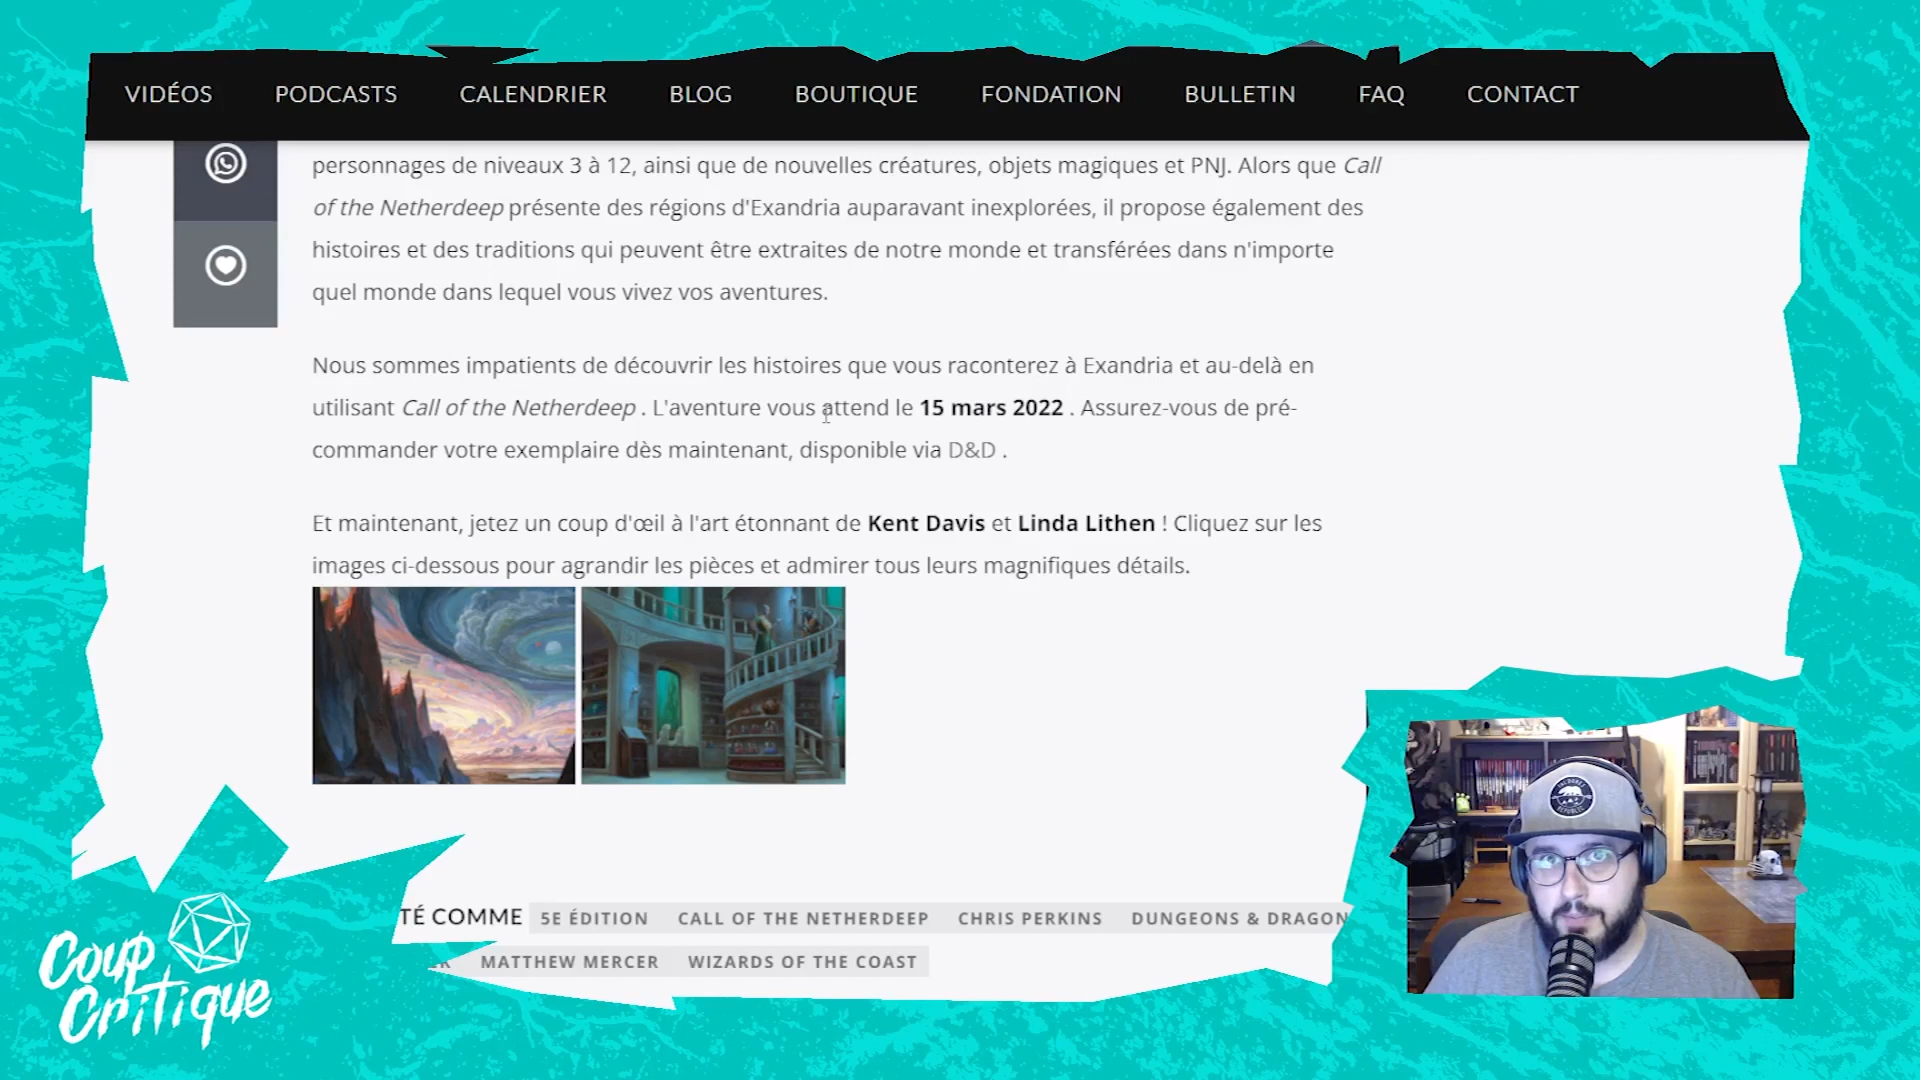 VIDÉOS PODCASTS CALENDRIER BLOG BOUTIQUE FONDATION BULLETIN FAQ CONTACT
personnages de niveaux 3 à 12, ainsi que de nouvelles créatures, objets magiques et PNJ. Alors que Call
of the Netherdeep présente des régions d'Exandria auparavant inexplorées, il propose également des
histoires et des traditions qui peuvent être extraites de notre monde et transférées dans n'importe
quel monde dans lequel vous vivez vos aventures.
Nous sommes impatients de découvrir les histoires que vous raconterez à Exandria et au-delà en
utilisant Call of the Netherdeep . L'aventure vous attend le 15 mars 2022 . Assurez-vous de pré-
commander votre exemplaire dès maintenant, disponible via D&D .
Et maintenant, jetez un coup d'œil à l'art étonnant de Kent Davis et Linda Lithen ! Cliquez sur les
images ci-dessous pour agrandir les pièces et admirer tous leurs magnifiques détails.
TÉ COMME 5E ÉDITION CALL OF THE NETHERDEEP CHRIS PERKINS DUNGEONS & DRAGON
MATTHEW MERCER WIZARDS OF THE COAST
Coup
Critique